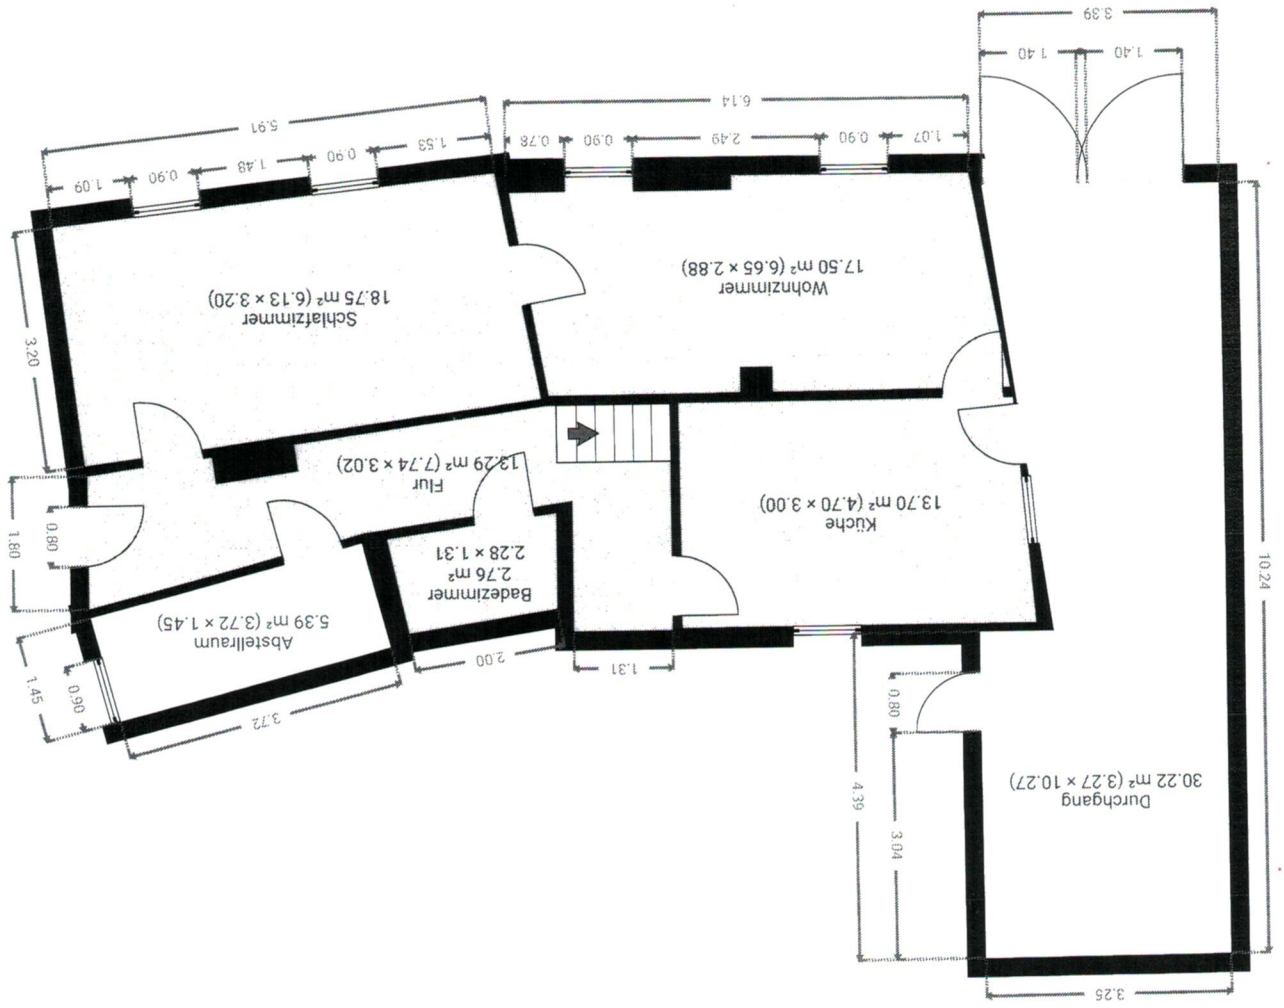 3.25
3.04
4.39
Durchgang
30.22 m² (3.27 × 10.27)
3.72
0.80
0.90
1.45
1.31
2.00
Abstellraum
5.39 m² (3.72 × 1.45)
Badezimmer
2.76 m²
2.28 × 1.31
10.24
0.80
1.80
Küche
13.70 m² (4.70 × 3.00)
Flur
13.29 m² (7.74 × 3.02)
3.20
Schlafzimmer
18.75 m² (6.13 × 3.20)
Wohnzimmer
17.50 m² (6.65 × 2.88)
1.07
0.90
2.49
0.90
0.78
1.53
0.90
1.48
0.90
1.09
6.14
5.91
1.40
1.40
3.39